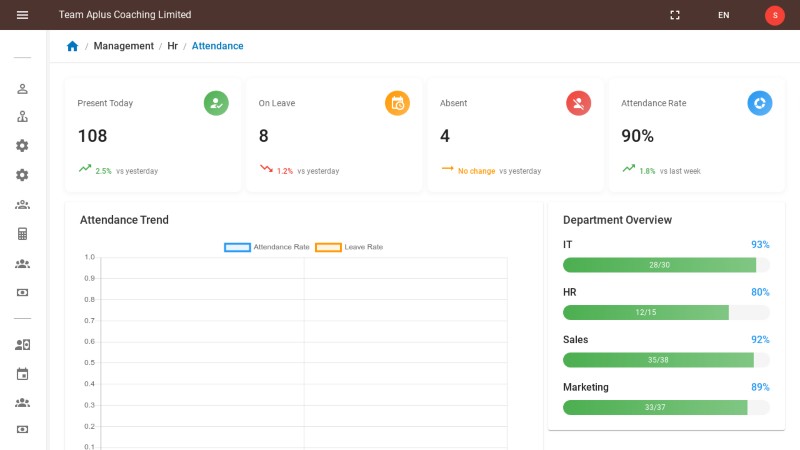 Team Aplus Coaching Limited
EN
S
/ Management / Hr / Attendance
Present Today
108
2.5% vs yesterday
On Leave
8
1.2% vs yesterday
Absent
4
No change vs yesterday
Attendance Rate
90%
1.8% vs last week
Attendance Trend
Attendance Rate
Leave Rate
1.0
0.9
0.8
0.7
0.6
0.5
0.4
0.3
0.2
0.1
Department Overview
IT 93%
28/30
HR 80%
12/15
Sales 92%
35/38
Marketing 89%
33/37